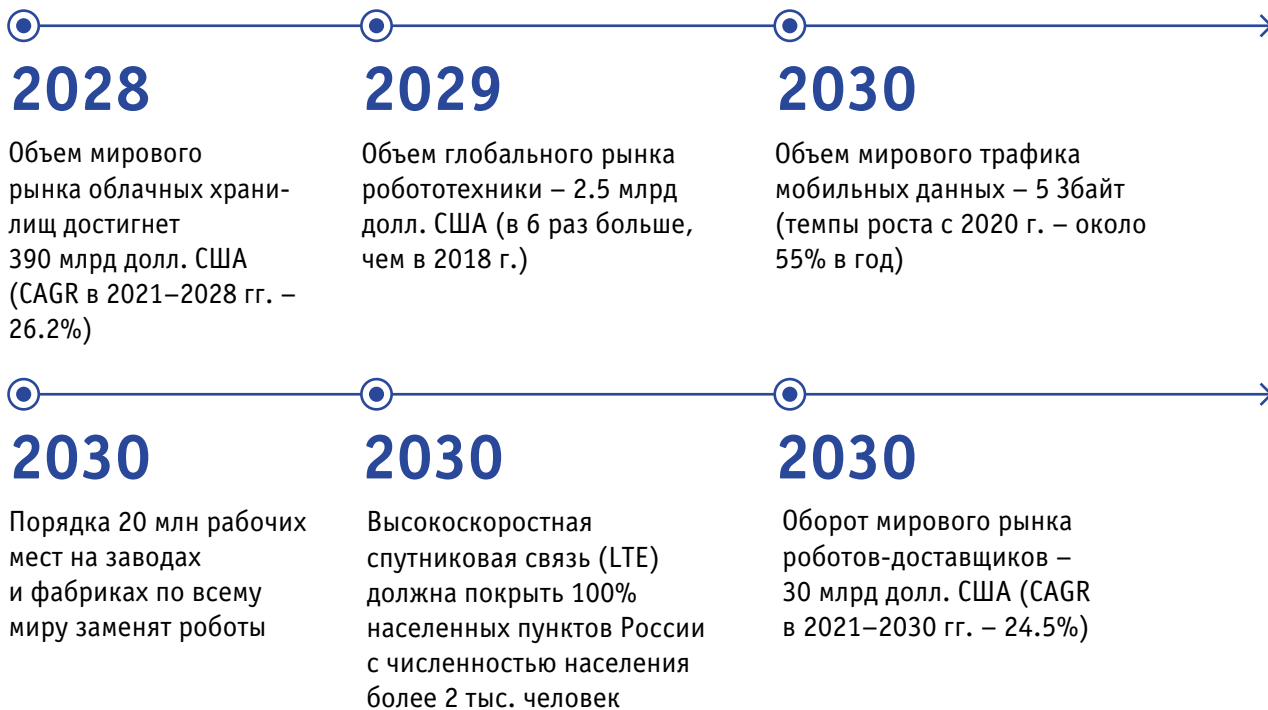 2028
Объем мирового
рынка облачных храни-
лищ достигнет
390 млрд долл. США
(CAGR в 2021–2028 гг. –
26.2%)
2029
Объем глобального рынка
робототехники – 2.5 млрд
долл. США (в 6 раз больше,
чем в 2018 г.)
2030
Объем мирового трафика
мобильных данных – 5 Збайт
(темпы роста с 2020 г. – около
55% в год)
2030
Порядка 20 млн рабочих
мест на заводах
и фабриках по всему
миру заменят роботы
2030
Высокоскоростная
спутниковая связь (LTE)
должна покрыть 100%
населенных пунктов России
с численностью населения
более 2 тыс. человек
2030
Оборот мирового рынка
роботов-доставщиков –
30 млрд долл. США (CAGR
в 2021–2030 гг. – 24.5%)